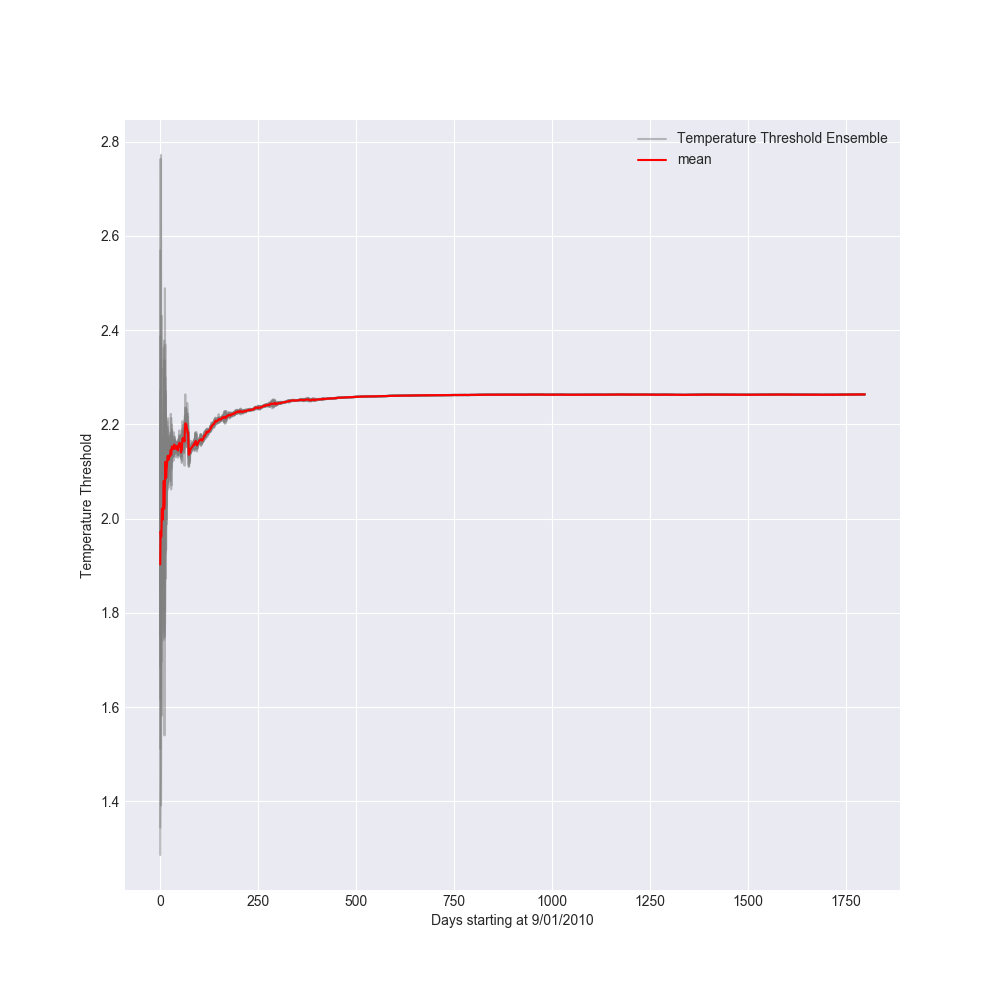 Temperature Threshold Ensemble
mean
2.8
2.6
2.4
2.2
2.0
1.8
1.6
1.4
Temperature Threshold
0 250 500 750 1000 1250 1500 1750
Days starting at 9/01/2010